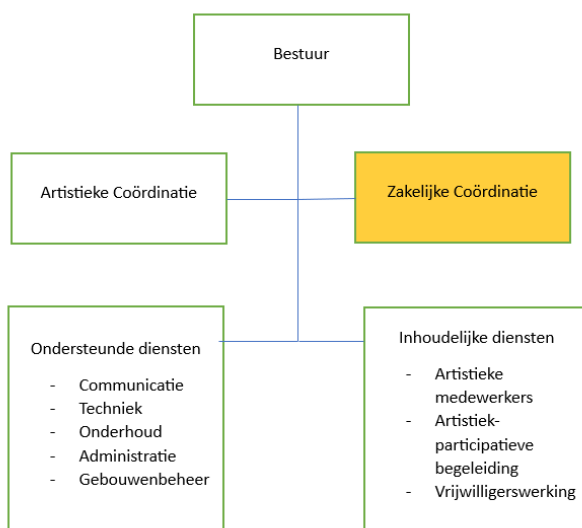 Bestuur
Artistieke Coördinatie
Zakelijke Coördinatie
Ondersteunde diensten
- Communicatie
- Techniek
- Onderhoud
- Administratie
- Gebouwenbeheer
Inhoudelijke diensten
- Artistieke
medewerkers
- Artistiek-
participatieve
begeleiding
- Vrijwilligerswerking